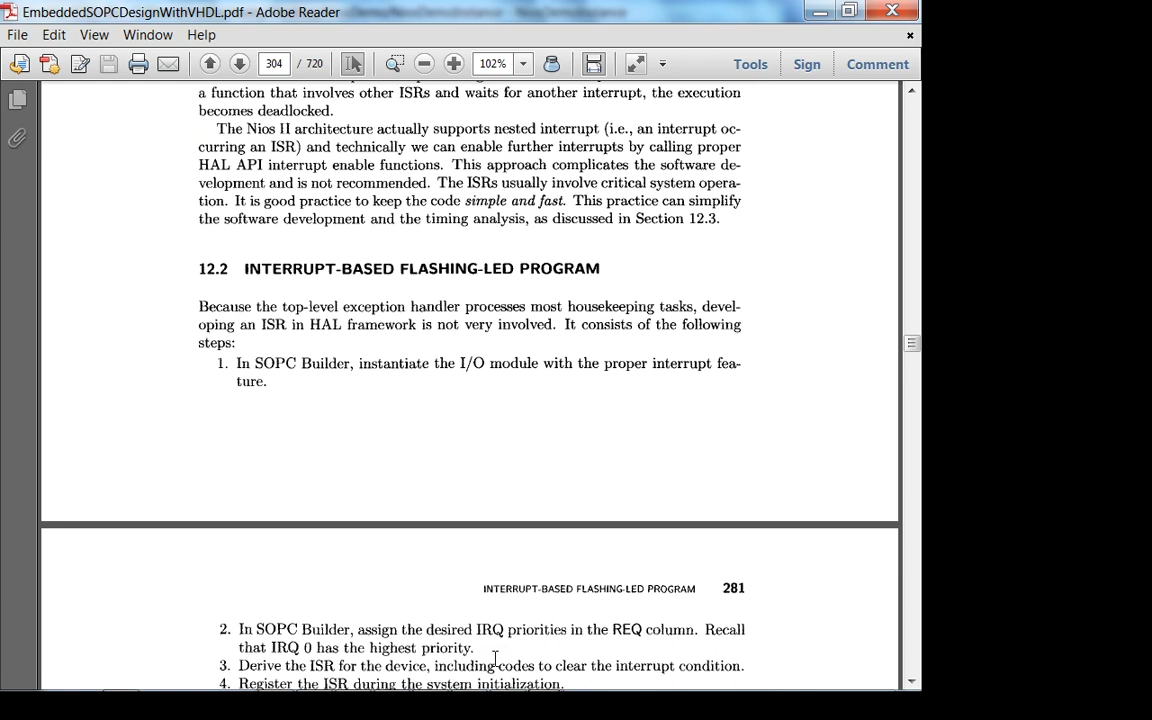 EmbeddedSOPCDesignWithVHDL.pdf - Adobe Reader
File Edit View Window Help
304 / 720 102% Tools Sign Comment
a function that involves other ISRs and waits for another interrupt, the execution
becomes deadlocked.
The Nios II architecture actually supports nested interrupt (i.e., an interrupt oc-
curring an ISR) and technically we can enable further interrupts by calling proper
HAL API interrupt enable functions. This approach complicates the software de-
velopment and is not recommended. The ISRs usually involve critical system opera-
tion. It is good practice to keep the code simple and fast. This practice can simplify
the software development and the timing analysis, as discussed in Section 12.3.
12.2 INTERRUPT-BASED FLASHING-LED PROGRAM
Because the top-level exception handler processes most housekeeping tasks, devel-
oping an ISR in HAL framework is not very involved. It consists of the following
steps:
1. In SOPC Builder, instantiate the I/O module with the proper interrupt fea-
ture.
INTERRUPT-BASED FLASHING-LED PROGRAM 281
2. In SOPC Builder, assign the desired IRQ priorities in the REQ column. Recall
that IRQ 0 has the highest priority.
3. Derive the ISR for the device, including codes to clear the interrupt condition.
4. Register the ISR during the system initialization.